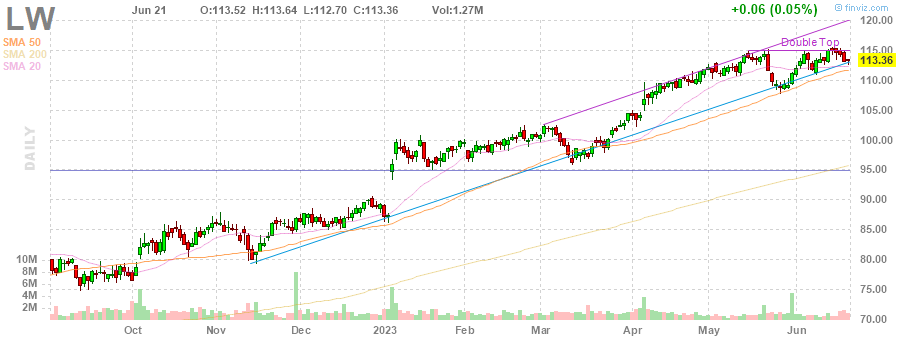 LW
Jun 21 O:113.52 H:113.64 L:112.70 C:113.36 Vol:1.27M +0.06 (0.05%) © finviz.com
SMA 50
SMA 200
SMA 20
DAILY
Double Top
120.00
115.00
113.36
110.00
105.00
100.00
95.00
90.00
85.00
80.00
75.00
70.00
10M
8M
6M
4M
2M
Oct Nov Dec 2023 Feb Mar Apr May Jun